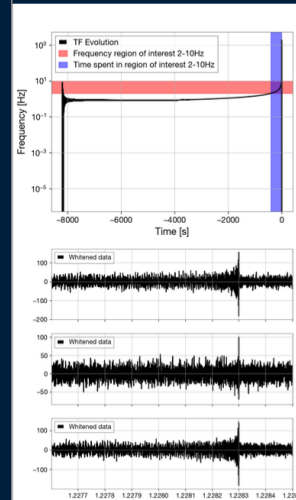 10⁵
TF Evolution
Frequency region of interest 2-10Hz
Time spent in region of interest 2-10Hz
10³
10¹
10⁻¹
10⁻³
10⁻⁵
Frequency [Hz]
−8000 −6000 −4000 −2000 0
Time [s]
Whitened data
100
0
−100
−200
Whitened data
100
50
0
−50
Whitened data
100
0
−100
1.2277 1.2278 1.2279 1.2280 1.2281 1.2282 1.2283 1.2284